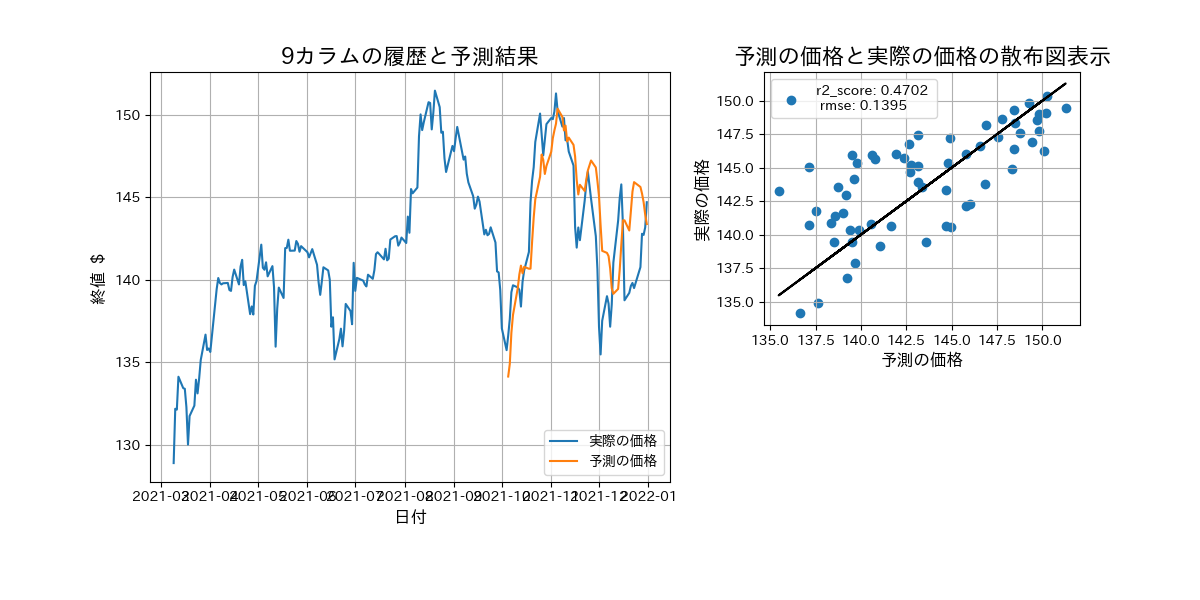 9カラムの履歴と予測結果
終値 $
150
145
140
135
130
2021-03 2021-04 2021-05 2021-06 2021-07 2021-08 2021-09 2021-10 2021-11 2021-12 2022-01
日付
実際の価格
予測の価格
予測の価格と実際の価格の散布図表示
r2_score: 0.4702
rmse: 0.1395
実際の価格
150.0
147.5
145.0
142.5
140.0
137.5
135.0
135.0 137.5 140.0 142.5 145.0 147.5 150.0
予測の価格